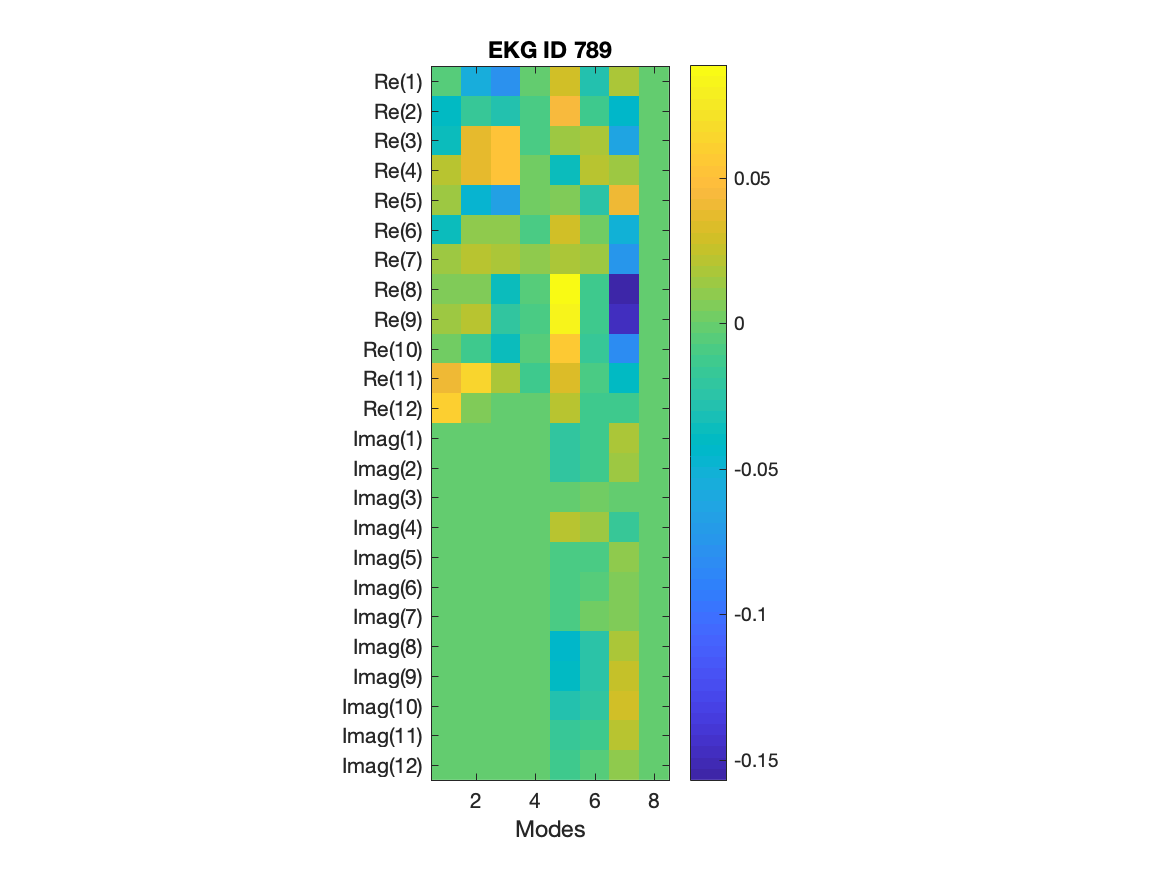 EKG ID 789
Re(1)
Re(2)
Re(3)
Re(4)
Re(5)
Re(6)
Re(7)
Re(8)
Re(9)
Re(10)
Re(11)
Re(12)
Imag(1)
Imag(2)
Imag(3)
Imag(4)
Imag(5)
Imag(6)
Imag(7)
Imag(8)
Imag(9)
Imag(10)
Imag(11)
Imag(12)
2 4 6 8
Modes
0.05
0
-0.05
-0.1
-0.15